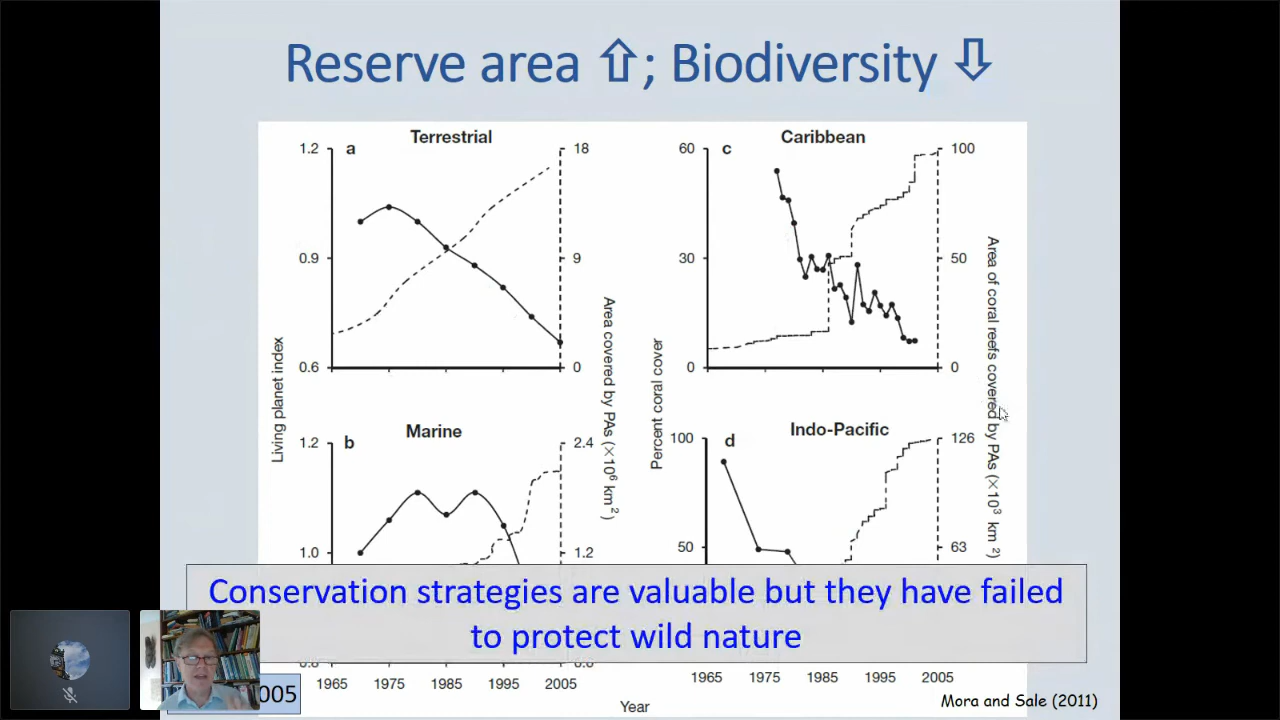 Reserve area ⇧; Biodiversity ⇩
Terrestrial
Caribbean
1.2 a 18
60 c 100
0.9 9
30 50
0.6 0
0 0
Living planet index
Area covered by PAs (×10⁶ km²)
Percent coral cover
Area of coral reefs covered by PAs (×10³ km²)
Marine
Indo-Pacific
1.2 b 2.4
100 d 126
1.0 1.2
50 63
Conservation strategies are valuable but they have failed
to protect wild nature
1965 1975 1985 1995 2005
1965 1975 1985 1995 2005
005
Year
Mora and Sale (2011)